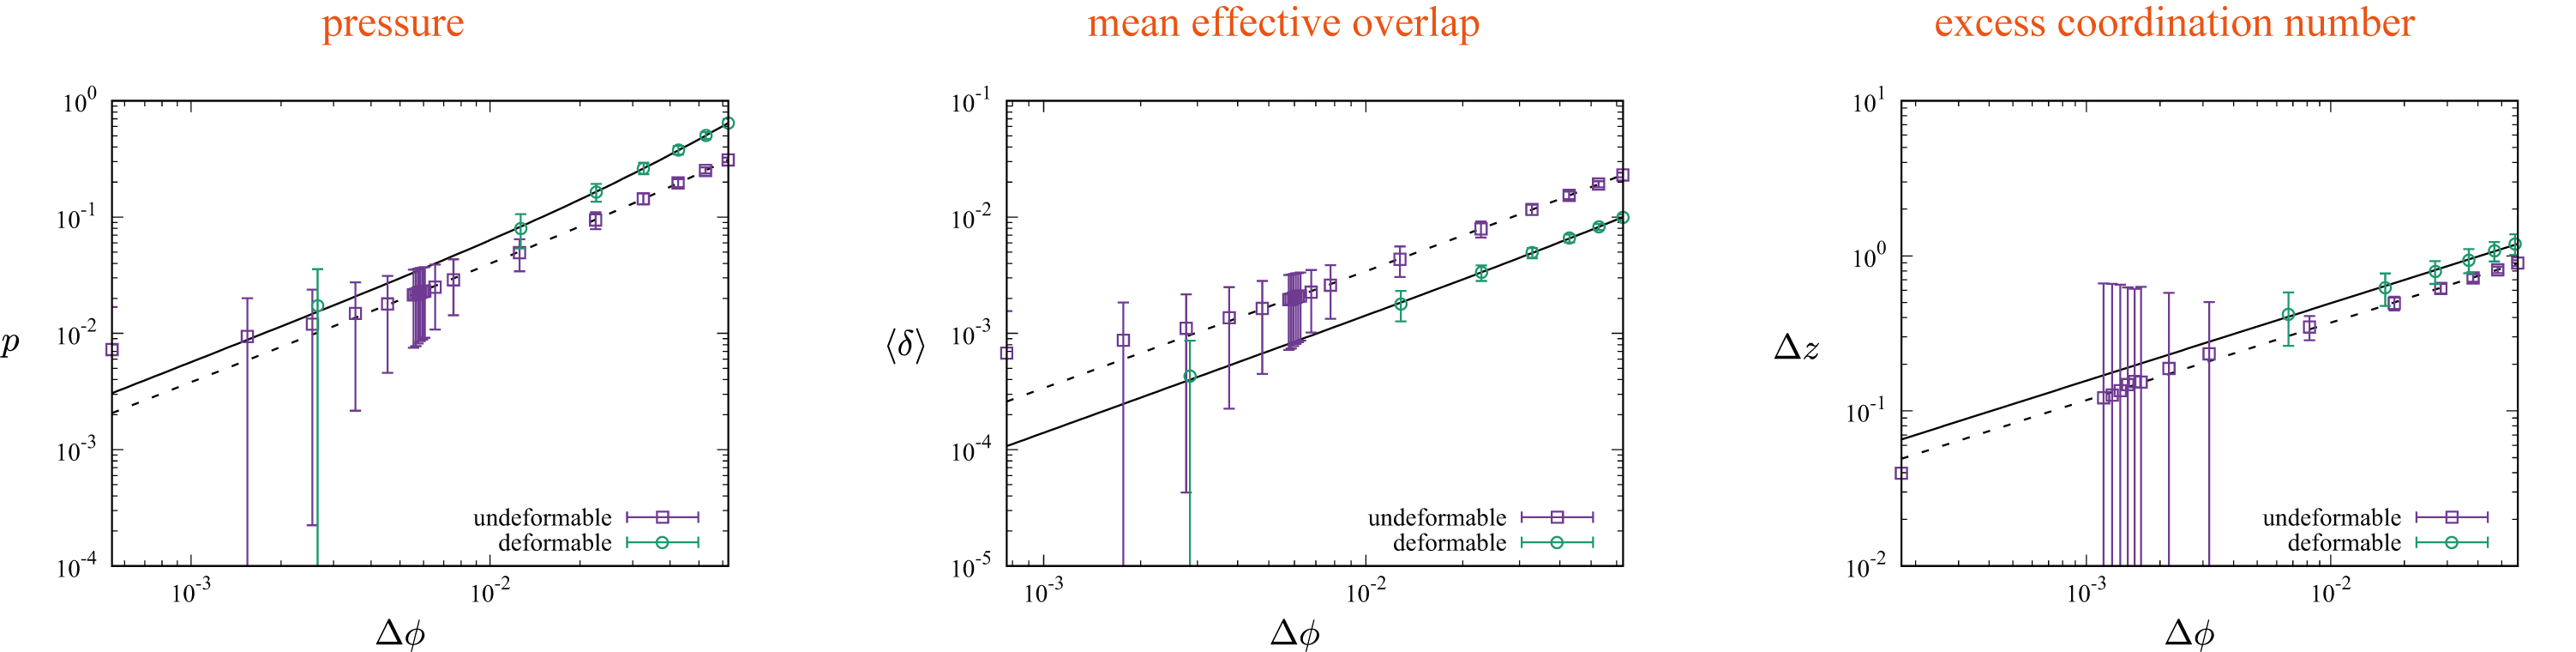 pressure
10^0
10^-1
10^-2
10^-3
10^-4
p
undeformable
deformable
10^-3 10^-2
Δϕ
mean effective overlap
10^-1
10^-2
10^-3
10^-4
10^-5
⟨δ⟩
undeformable
deformable
10^-3 10^-2
Δϕ
excess coordination number
10^1
10^0
10^-1
10^-2
Δz
undeformable
deformable
10^-3 10^-2
Δϕ